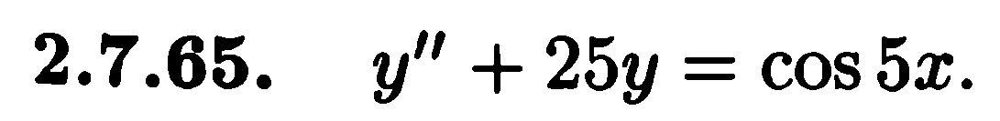 2.7.65. y'' + 25y = cos 5x.